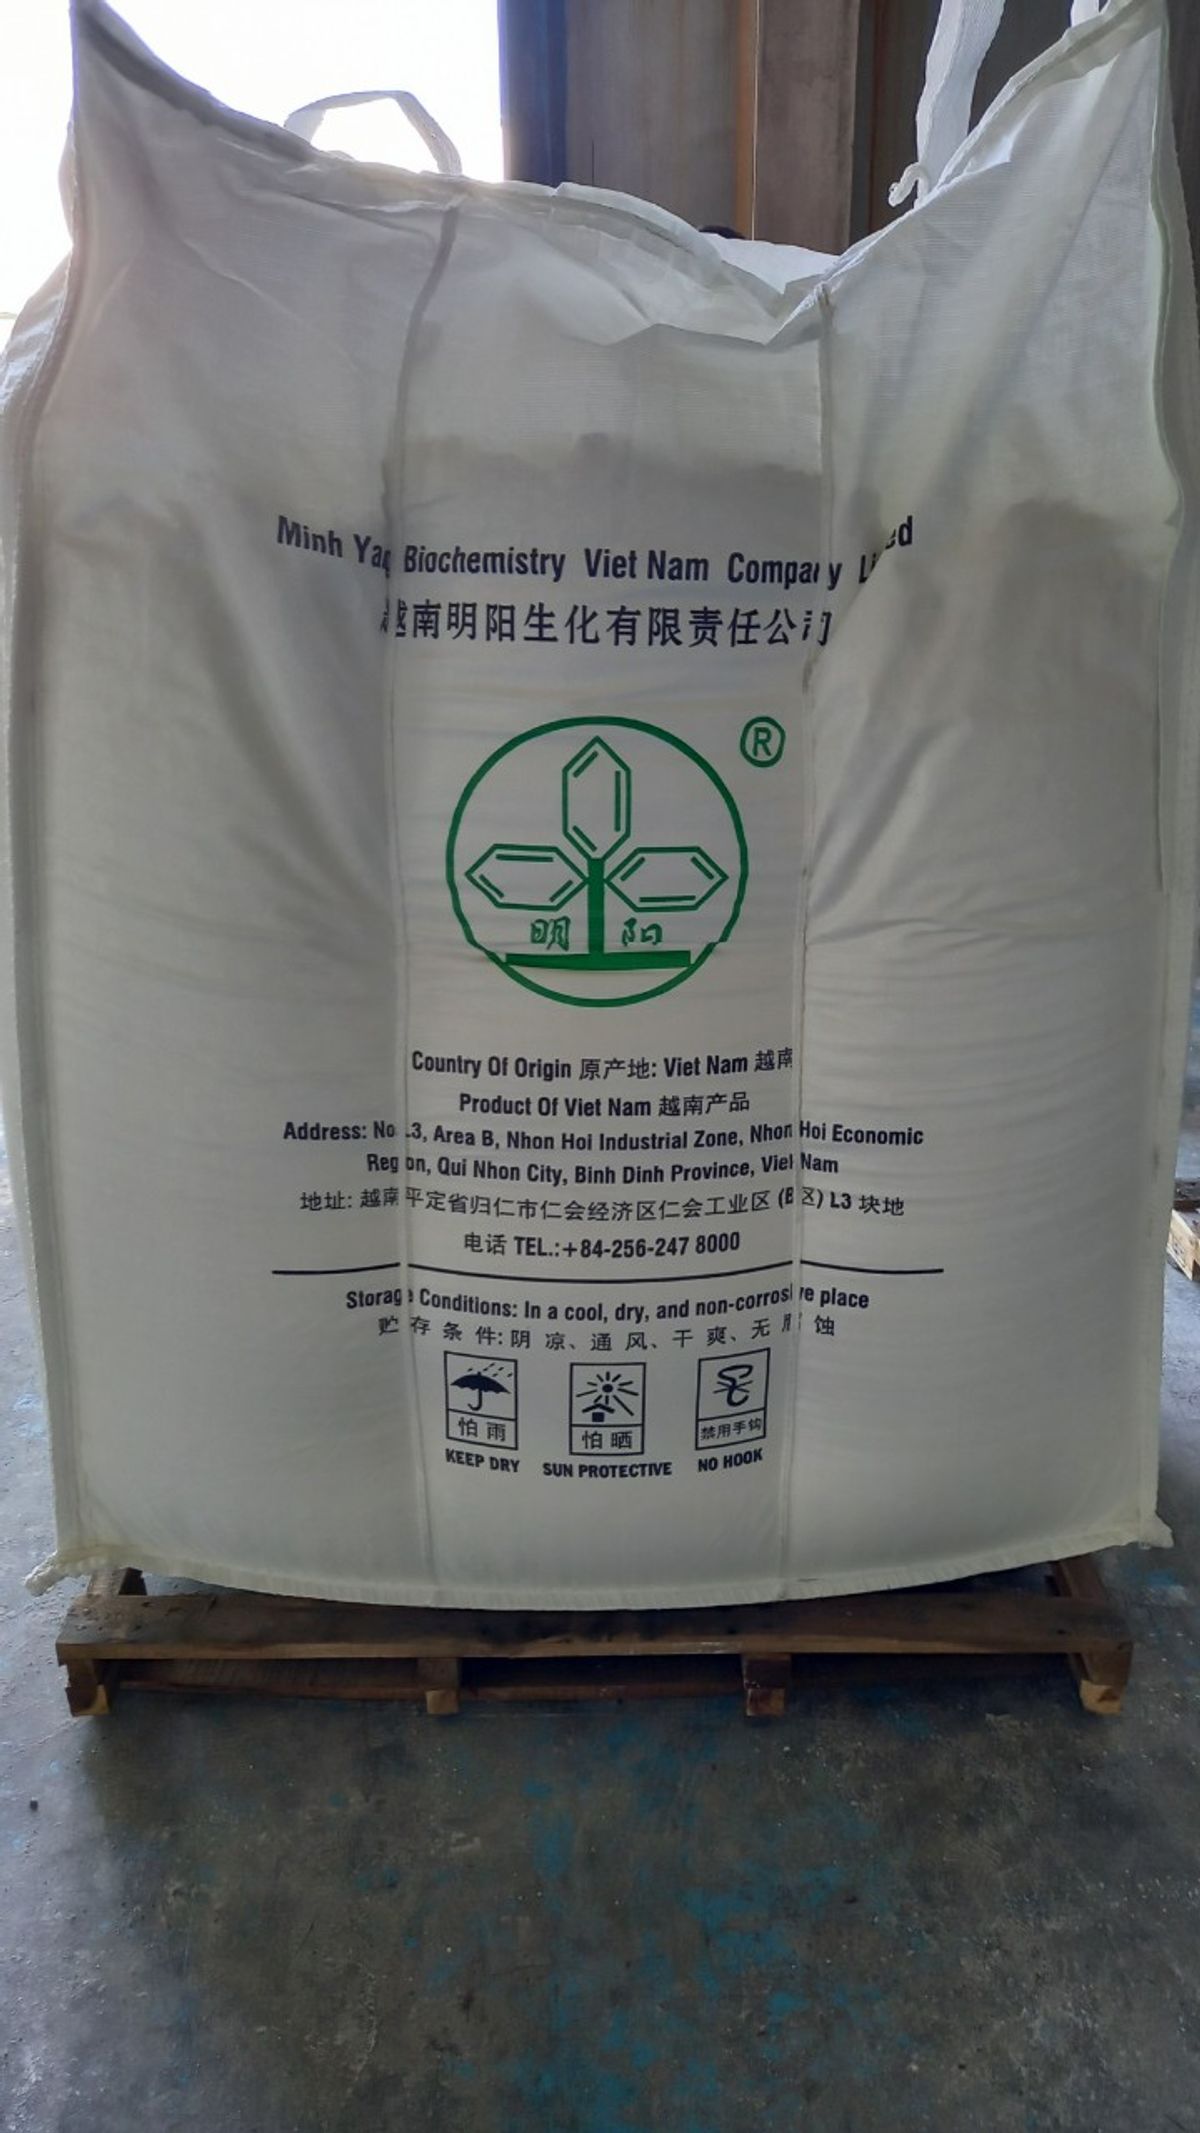 Minh Yang Biochemistry Viet Nam Company Limited
越南明阳生化有限责任公司
®
明 阳
Country Of Origin 原产地: Viet Nam 越南
Product Of Viet Nam 越南产品
Address: No L3, Area B, Nhon Hoi Industrial Zone, Nhon Hoi Economic
Region, Qui Nhon City, Binh Dinh Province, Viet Nam
地址: 越南平定省归仁市仁会经济区仁会工业区 (B区) L3 块地
电话 TEL.:+84-256-247 8000
Storage Conditions: In a cool, dry, and non-corrosive place
贮存条件: 阴凉、通风、干爽、无腐蚀
怕雨 怕晒 禁用手钩
KEEP DRY SUN PROTECTIVE NO HOOK